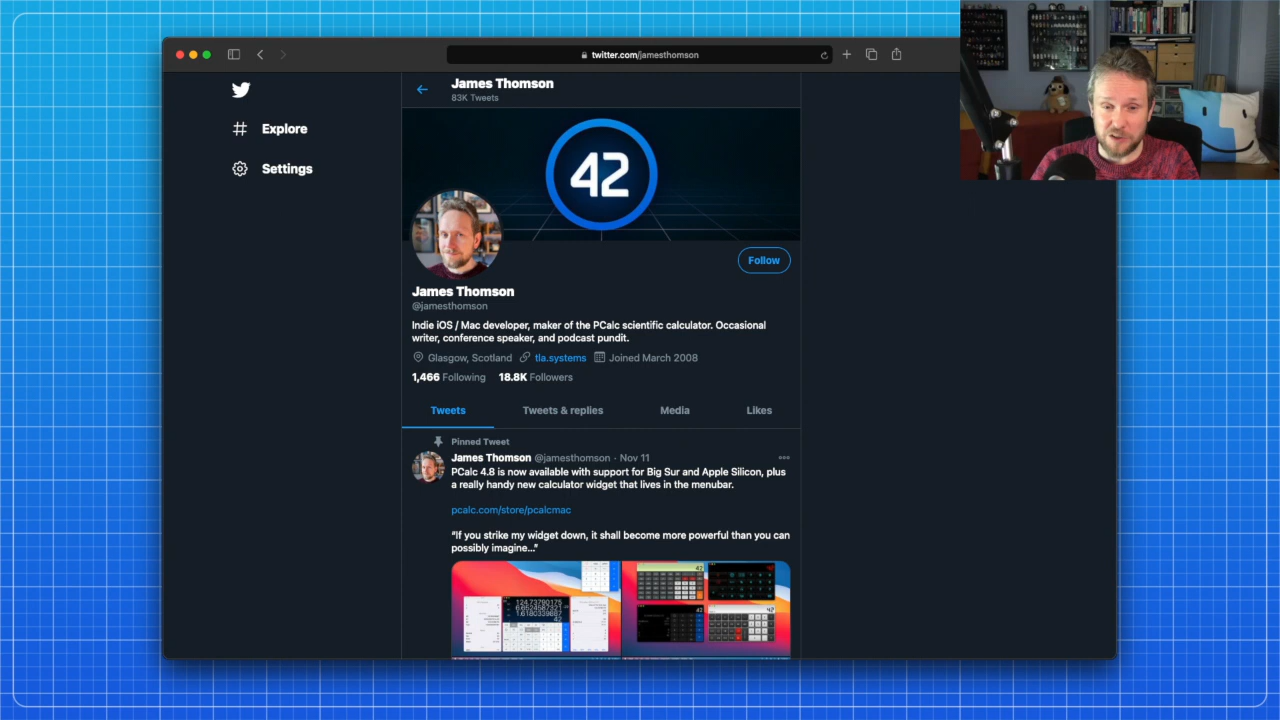 twitter.com/jamesthomson
James Thomson
83K Tweets
Explore
Settings
42
Follow
James Thomson
@jamesthomson
Indie iOS / Mac developer, maker of the PCalc scientific calculator. Occasional
writer, conference speaker, and podcast pundit.
Glasgow, Scotland tla.systems Joined March 2008
1,466 Following 18.8K Followers
Tweets Tweets & replies Media Likes
Pinned Tweet
James Thomson @jamesthomson · Nov 11
PCalc 4.8 is now available with support for Big Sur and Apple Silicon, plus
a really handy new calculator widget that lives in the menubar.
pcalc.com/store/pcalcmac
“If you strike my widget down, it shall become more powerful than you can
possibly imagine...”
124.73790175
42
42
42